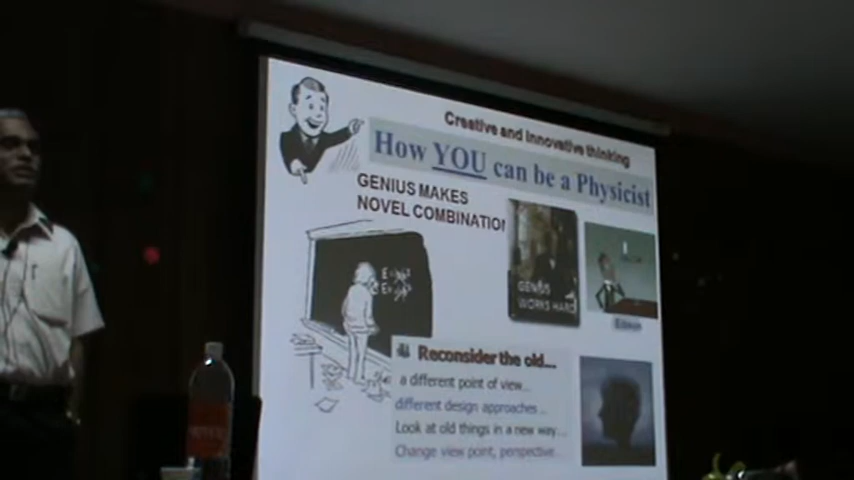 Creative and Innovative thinking
How YOU can be a Physicist
GENIUS MAKES
NOVEL COMBINATION
GENIUS
WORKS HARD
Edison
Reconsider the old...
a different point of view...
different design approaches...
Look at old things in a new way...
Change view point, perspective...